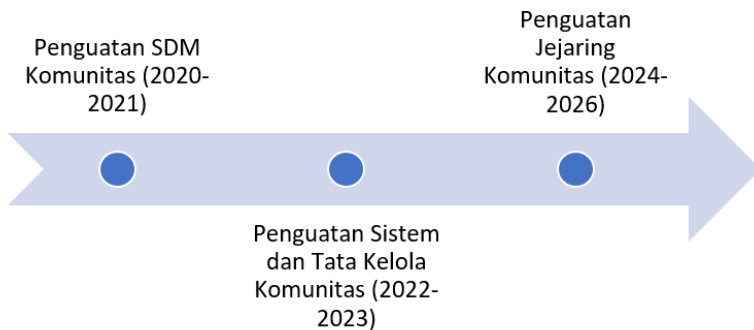 Penguatan SDM
Komunitas (2020-
2021)
Penguatan Sistem
dan Tata Kelola
Komunitas (2022-
2023)
Penguatan
Jejaring
Komunitas (2024-
2026)